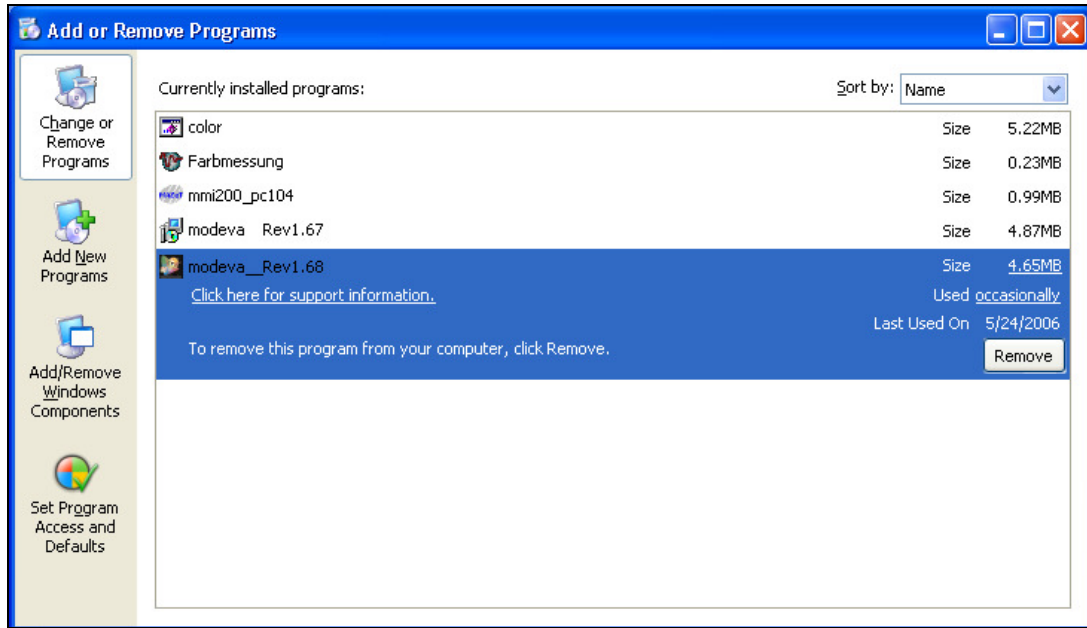 Add or Remove Programs
Change or
Remove
Programs
Add New
Programs
Add/Remove
Windows
Components
Set Program
Access and
Defaults
Currently installed programs:
Sort by: Name
color Size 5.22MB
Farbmessung Size 0.23MB
mmi200_pc104 Size 0.99MB
modeva Rev1.67 Size 4.87MB
modeva__Rev1.68 Size 4.65MB
Click here for support information. Used occasionally
Last Used On 5/24/2006
To remove this program from your computer, click Remove. Remove